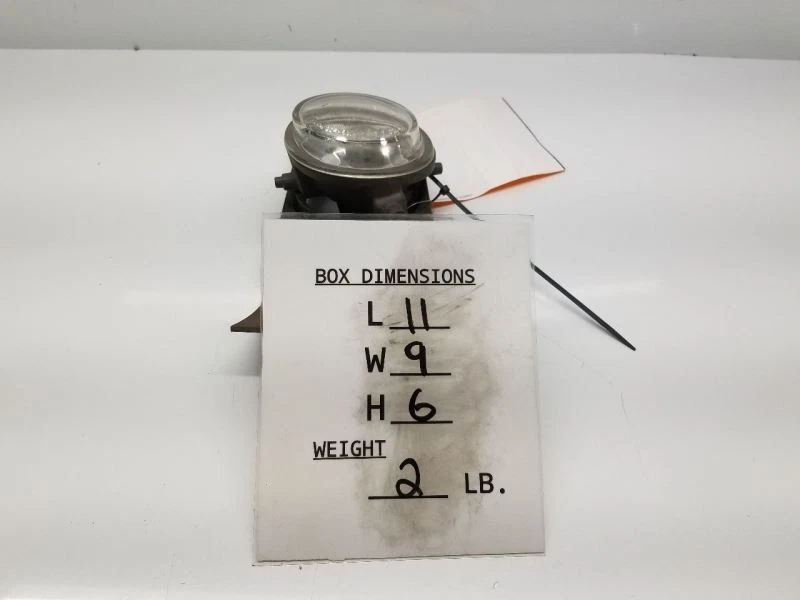 BOX DIMENSIONS
L 11
W 9
H 6
WEIGHT
2 LB.